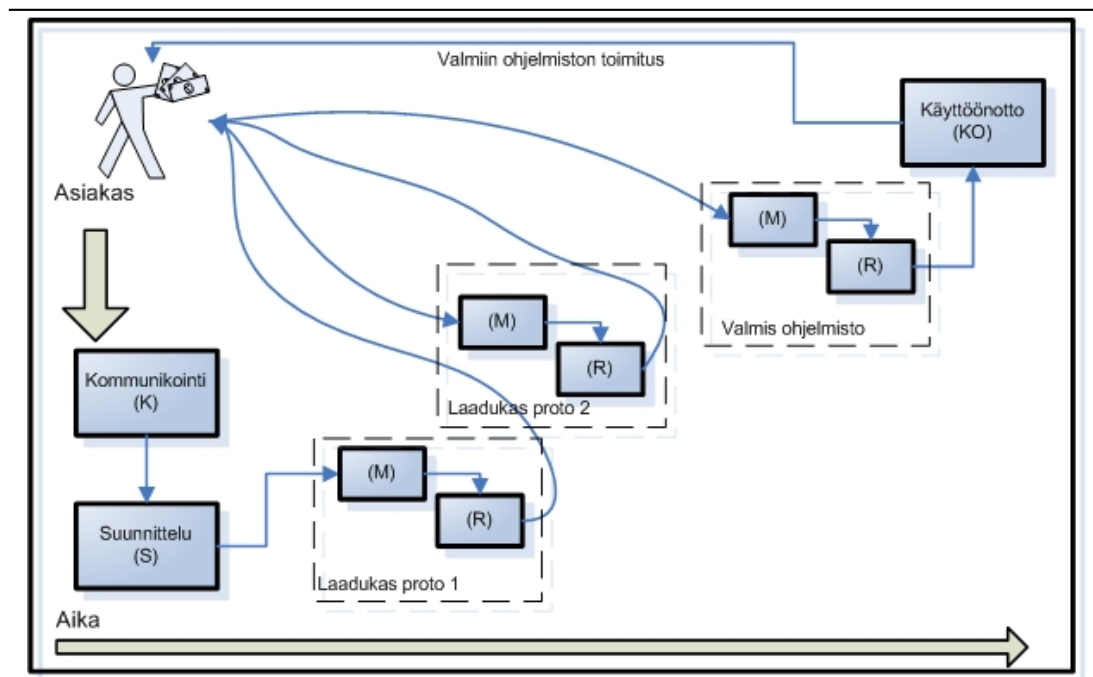 Valmiin ohjelmiston toimitus
Käyttöönotto
(KO)
Asiakas
(M)
(R)
Valmis ohjelmisto
(M)
(R)
Laadukas proto 2
Kommunikointi
(K)
(M)
(R)
Laadukas proto 1
Suunnittelu
(S)
Aika